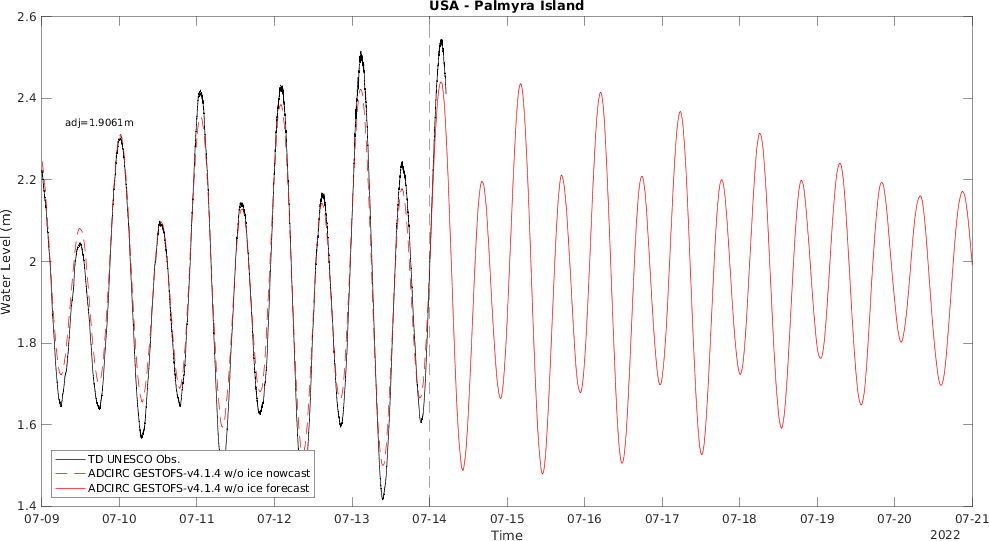 USA - Palmyra Island
2.6
2.4
adj=1.9061m
2.2
2
1.8
1.6
1.4
Water Level (m)
TD UNESCO Obs.
ADCIRC GESTOFS-v4.1.4 w/o ice nowcast
ADCIRC GESTOFS-v4.1.4 w/o ice forecast
07-09 07-10 07-11 07-12 07-13 07-14 07-15 07-16 07-17 07-18 07-19 07-20 07-21
Time
2022